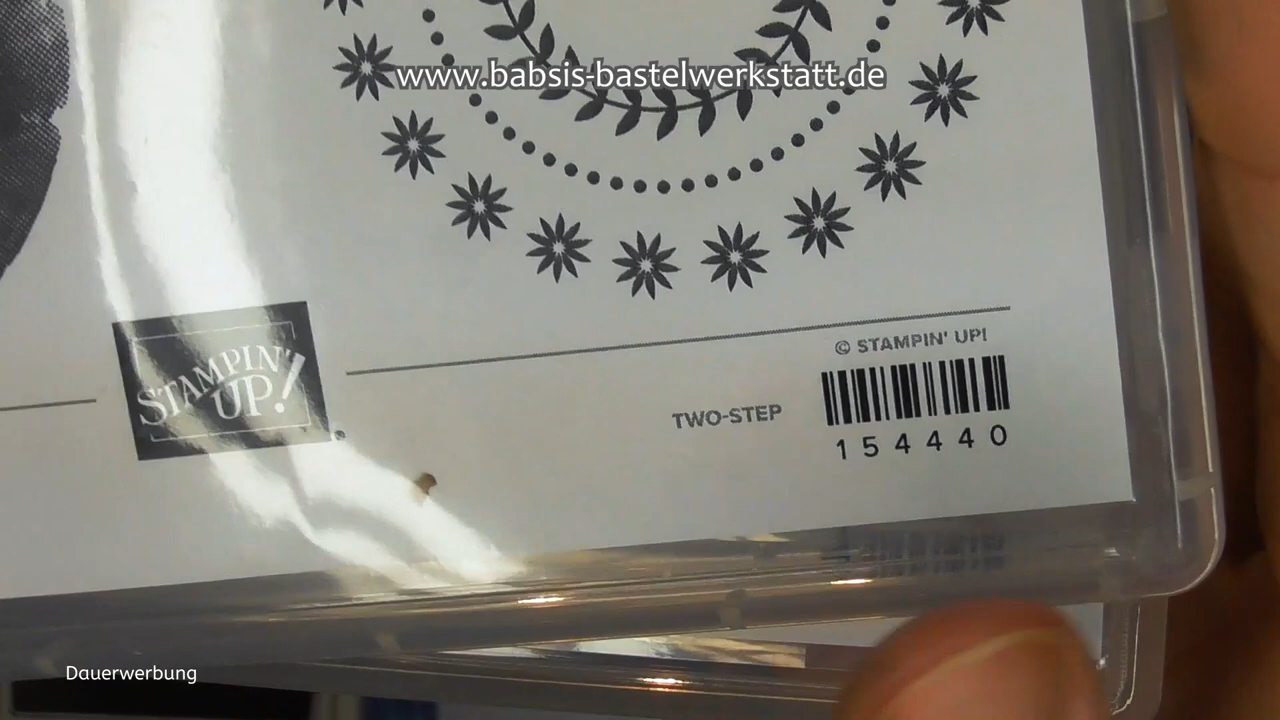 www.babsis-bastelwerkstatt.de
STAMPIN'
UP!
© STAMPIN' UP!
TWO-STEP
154440
Dauerwerbung